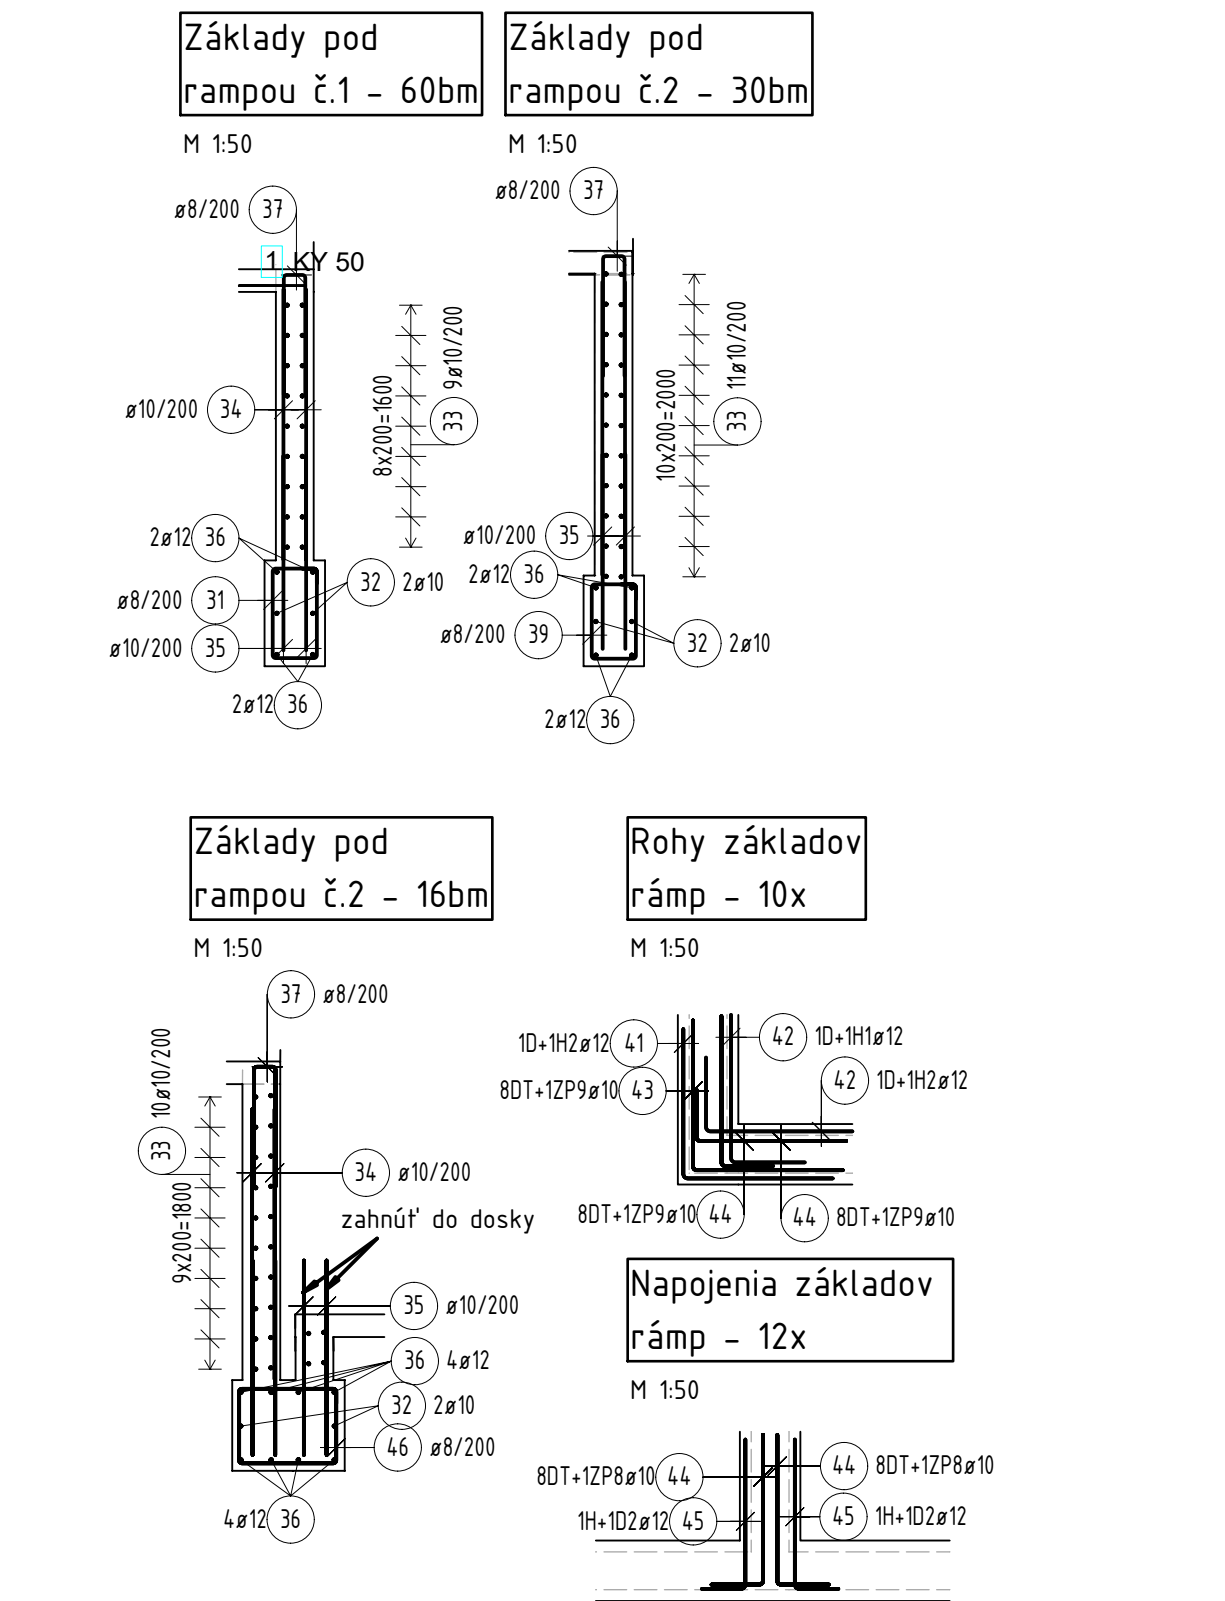 Základy pod
rampou č.1 - 60bm
M 1:50
ø8/200 37
1 KY 50
ø10/200 34
8x200=1600
9ø10/200
33
2ø12 36
32 2ø10
ø8/200 31
ø10/200 35
2ø12 36
Základy pod
rampou č.2 - 30bm
M 1:50
ø8/200 37
10x200=2000
11ø10/200
33
ø10/200 35
2ø12 36
ø8/200 39
32 2ø10
2ø12 36
Základy pod
rampou č.2 - 16bm
M 1:50
37 ø8/200
10ø10/200
33
9x200=1800
34 ø10/200
zahnúť do dosky
35 ø10/200
36 4ø12
32 2ø10
46 ø8/200
4ø12 36
Rohy základov
rámp - 10x
M 1:50
1D+1H2ø12 41
42 1D+1H1ø12
8DT+1ZP9ø10 43
42 1D+1H2ø12
8DT+1ZP9ø10 44
44 8DT+1ZP9ø10
Napojenia základov
rámp - 12x
M 1:50
8DT+1ZP8ø10 44
44 8DT+1ZP8ø10
1H+1D2ø12 45
45 1H+1D2ø12